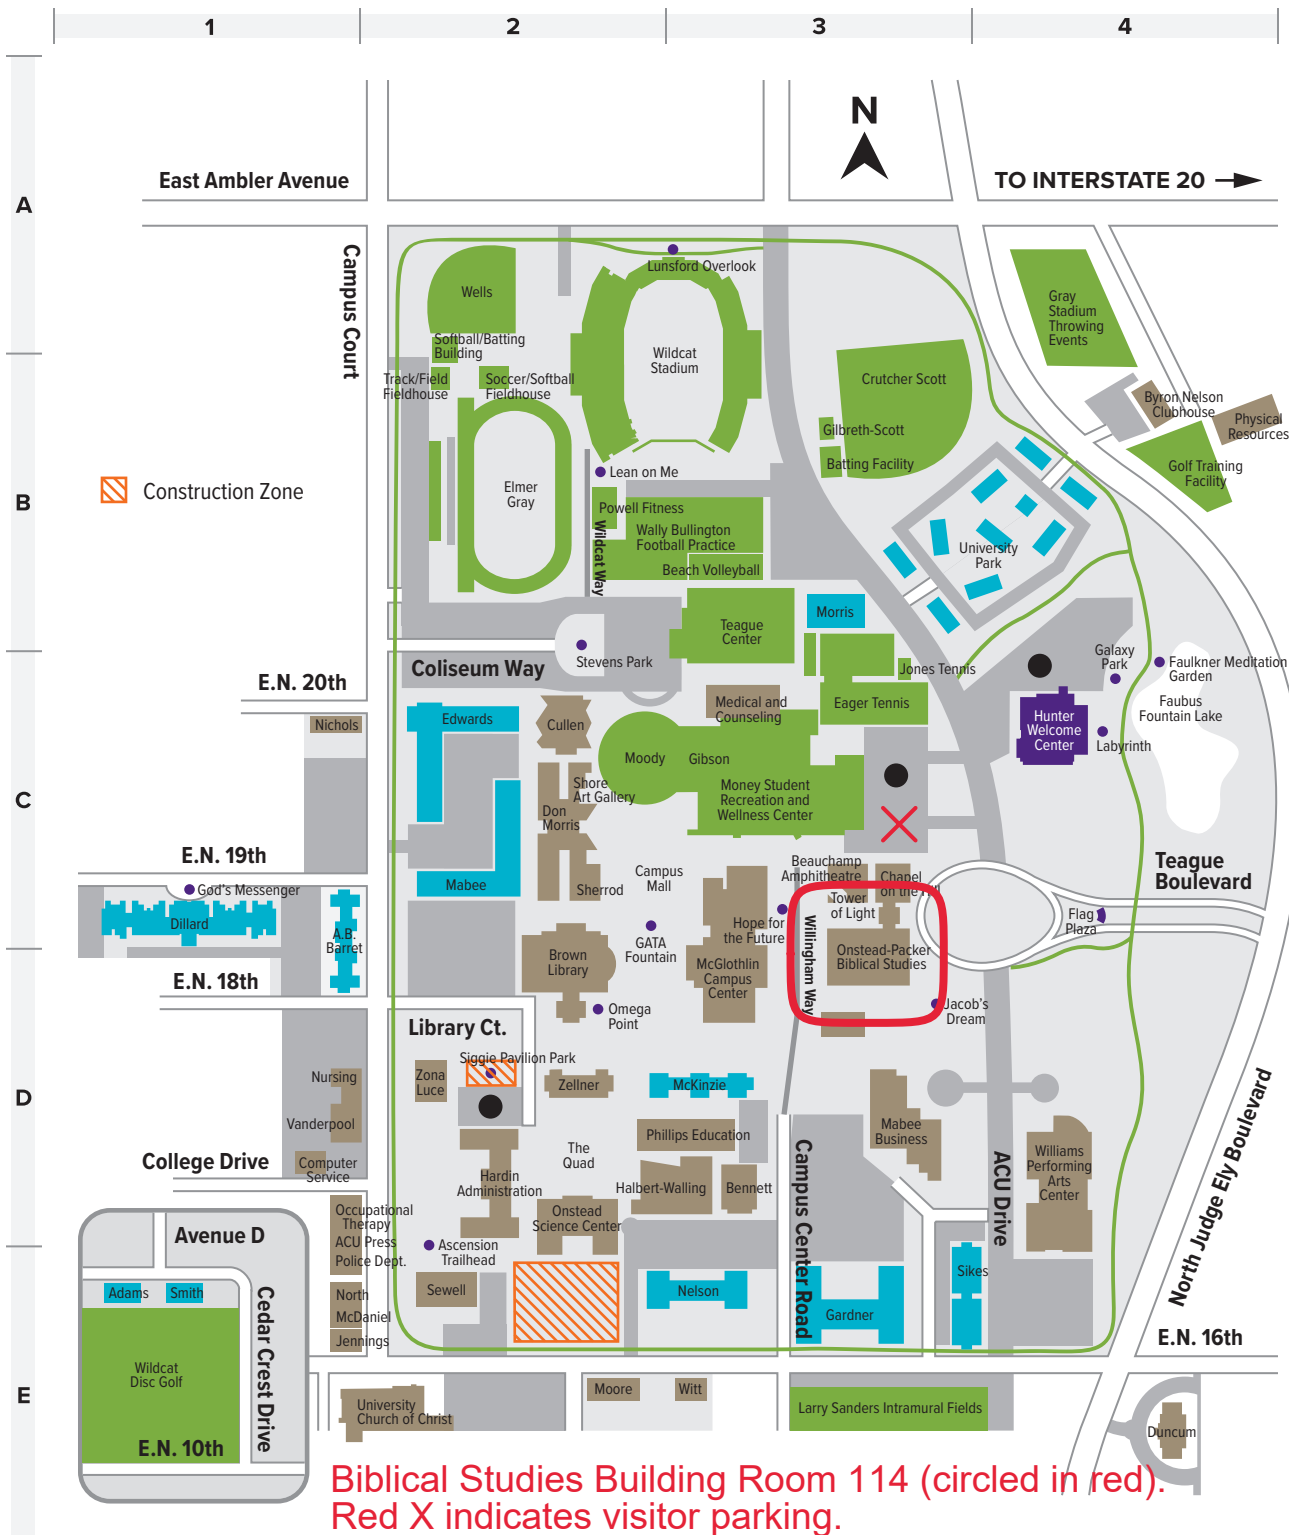 1
2
3
4
N
A
East Ambler Avenue
TO INTERSTATE 20
Campus Court
Lunsford Overlook
Wells
Gray
Stadium
Throwing
Events
Softball/Batting
Building
Wildcat
Stadium
Track/Field
Fieldhouse
Soccer/Softball
Fieldhouse
Crutcher Scott
Byron Nelson
Clubhouse
Physical
Resources
Gilbreth-Scott
Batting Facility
Golf Training
Facility
B
Construction Zone
Lean on Me
Elmer
Gray
Powell Fitness
Wildcat Way
Wally Bullington
Football Practice
Beach Volleyball
University
Park
Teague
Center
Morris
Stevens Park
Coliseum Way
Jones Tennis
Galaxy
Park
Faulkner Meditation
Garden
E.N. 20th
Nichols
Edwards
Cullen
Medical and
Counseling
Eager Tennis
Hunter
Welcome
Center
Faubus
Fountain Lake
Labyrinth
Moody
Gibson
C
Shore
Art Gallery
Don
Morris
Money Student
Recreation and
Wellness Center
E.N. 19th
Teague
Boulevard
Beauchamp
Amphitheatre
Chapel
on the Hill
Campus
Mall
God's Messenger
Mabee
Sherrod
Tower
of Light
Dillard
A.B.
Barret
Hope for
the Future
Willingham Way
Flag
Plaza
GATA
Fountain
Brown
Library
McGlothlin
Campus
Center
Onstead-Packer
Biblical Studies
E.N. 18th
Omega
Point
Jacob's
Dream
Library Ct.
Siggie Pavilion Park
D
Nursing
Zona
Luce
Zellner
McKinzie
Vanderpool
Phillips Education
Mabee
Business
College Drive
Computer
Service
The
Quad
Hardin
Administration
Halbert-Walling
Bennett
Campus Center Road
ACU Drive
Williams
Performing
Arts
Center
North Judge Ely Boulevard
Occupational
Therapy
ACU Press
Police Dept.
Onstead
Science Center
Avenue D
Ascension
Trailhead
Adams
Smith
Cedar Crest Drive
North
McDaniel
Jennings
Sewell
Nelson
Gardner
Sikes
E.N. 16th
Wildcat
Disc Golf
E
Moore
Witt
University
Church of Christ
Larry Sanders Intramural Fields
Duncum
E.N. 10th
Biblical Studies Building Room 114 (circled in red).
Red X indicates visitor parking.